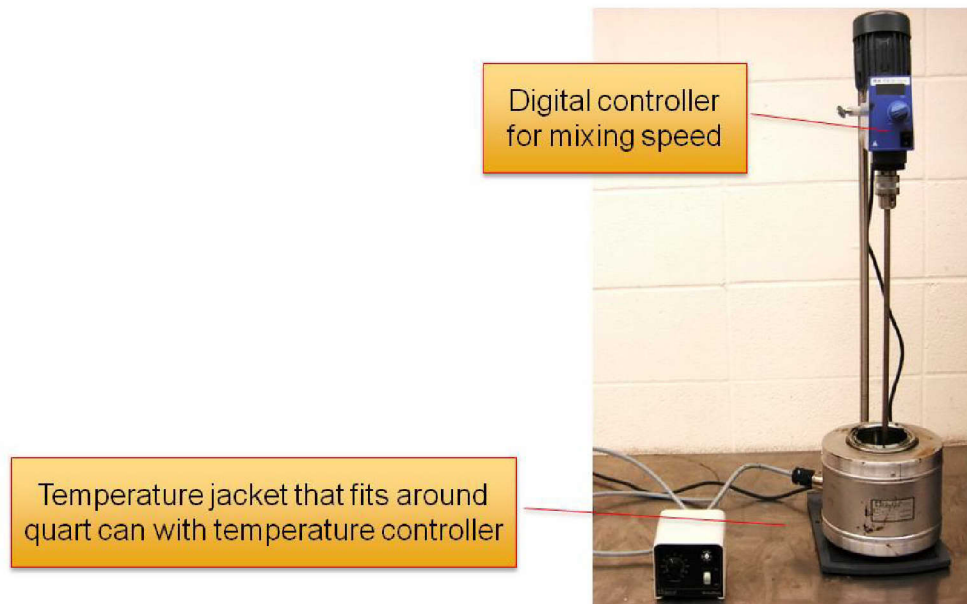 Digital controller
for mixing speed
Temperature jacket that fits around
quart can with temperature controller